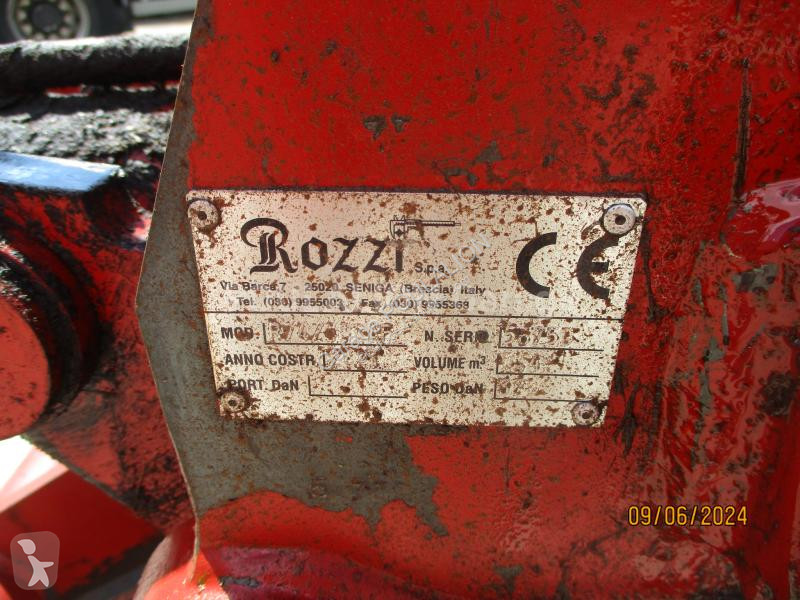 Rozzi S.p.a.
Via Barca 7 - 25020 SENIGA (Brescia) Italy
Tel. (030) 9955003 Fax (030) 9955369
CE
MOD.
N. SERIE
ANNO COSTR.
VOLUME m³
PORT. DaN
PESO DaN
09/06/2024